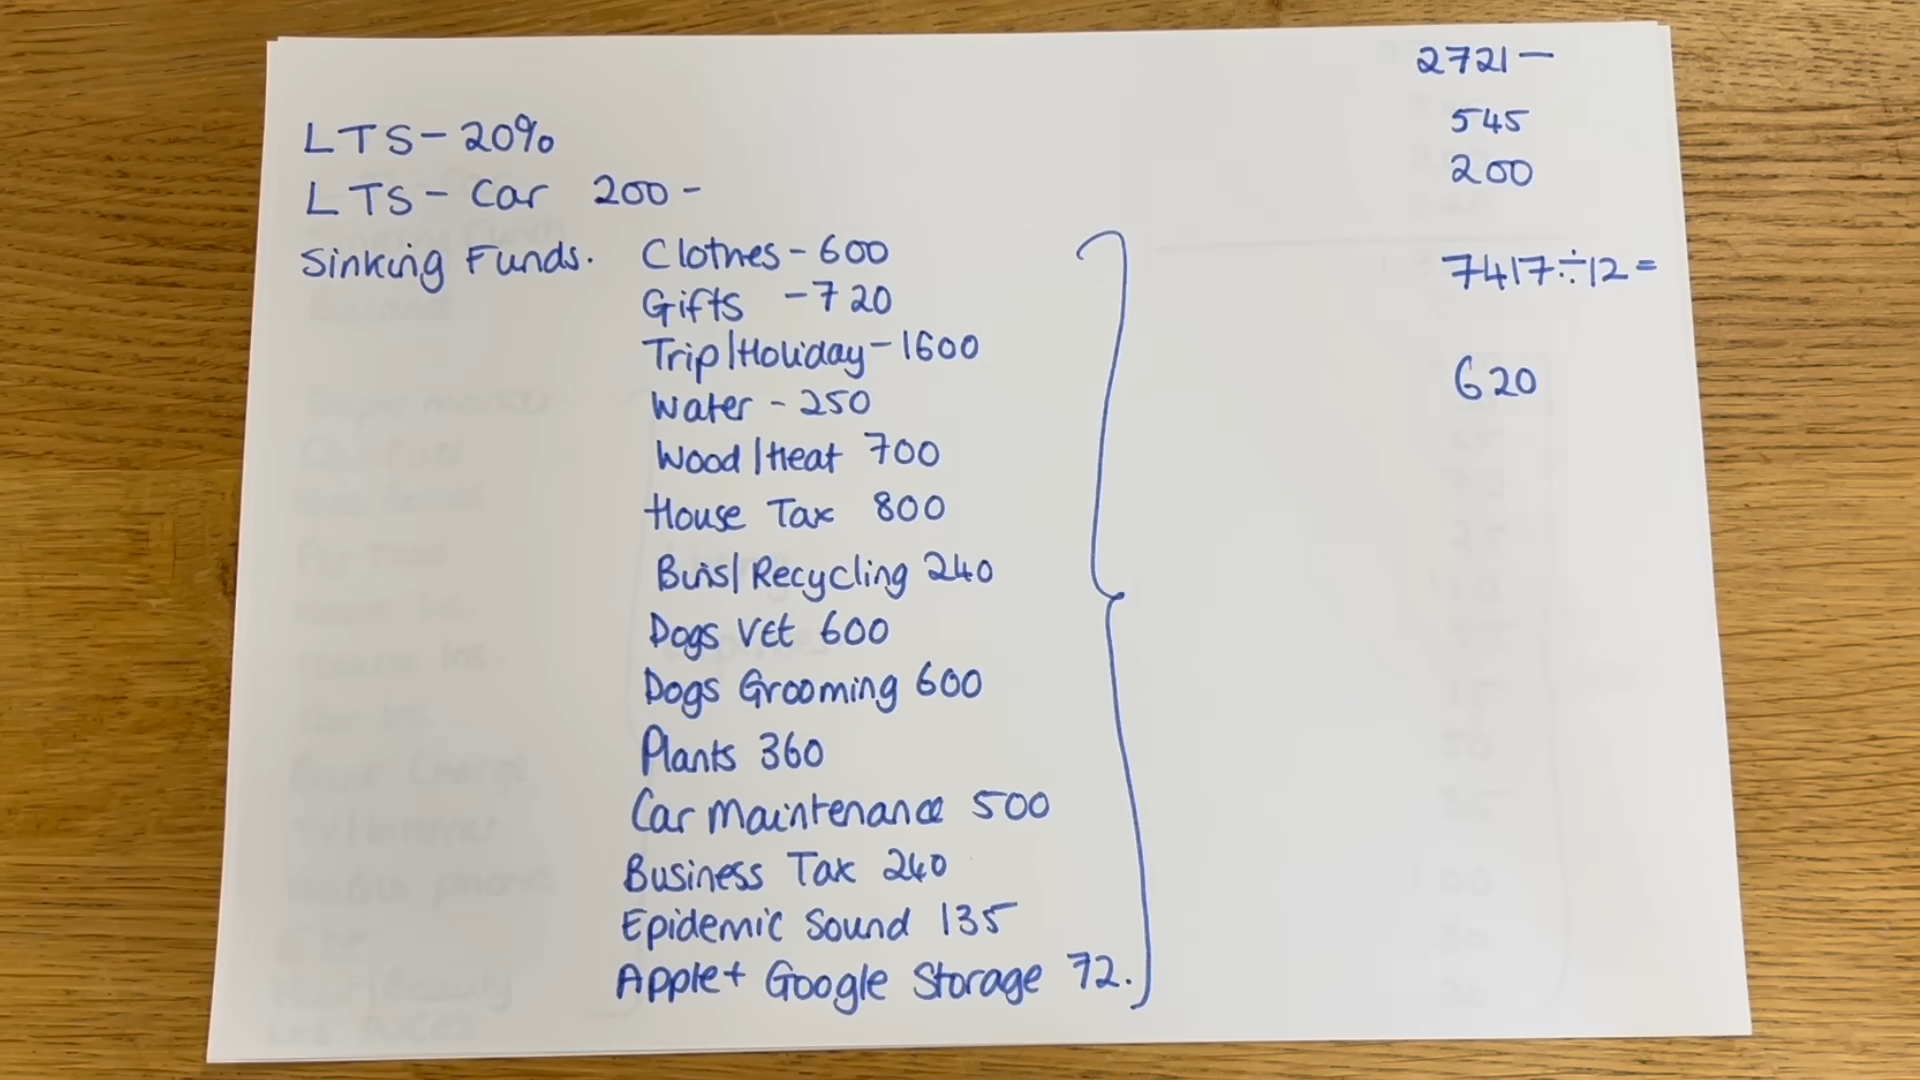 2721 –
LTS – 20% 545
LTS – Car 200 – 200
Sinking Funds. Clothes – 600 7417 ÷ 12 =
Gifts – 720
Trip/Holiday – 1600 620
Water – 250
Wood/Heat 700
House Tax 800
Bins/Recycling 240
Dogs Vet 600
Dogs Grooming 600
Plants 360
Car Maintenance 500
Business Tax 240
Epidemic Sound 135
Apple + Google Storage 72.